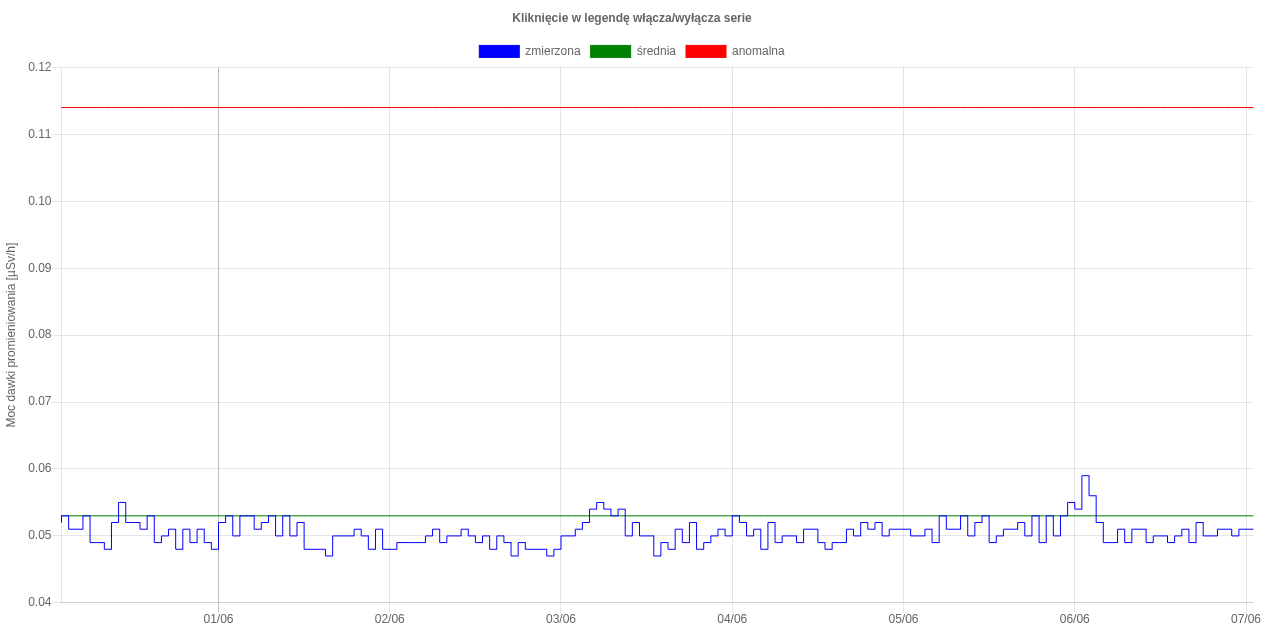 Kliknięcie w legendę włącza/wyłącza serie
zmierzona średnia anomalna
0.12
0.11
0.10
0.09
0.08
0.07
0.06
0.05
0.04
Moc dawki promieniowania [µSv/h]
01/06 02/06 03/06 04/06 05/06 06/06 07/06